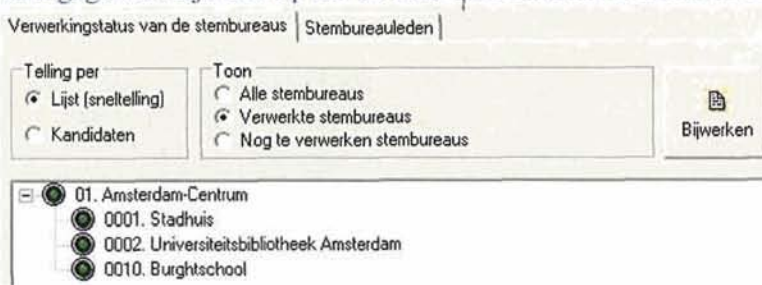 Verwerkingstatus van de stembureaus Stembureauleden
Telling per
Lijst (sneltelling)
Kandidaten
Toon
Alle stembureaus
Verwerkte stembureaus
Nog te verwerken stembureaus
Bijwerken
01. Amsterdam-Centrum
0001. Stadhuis
0002. Universiteitsbibliotheek Amsterdam
0010. Burghtschool